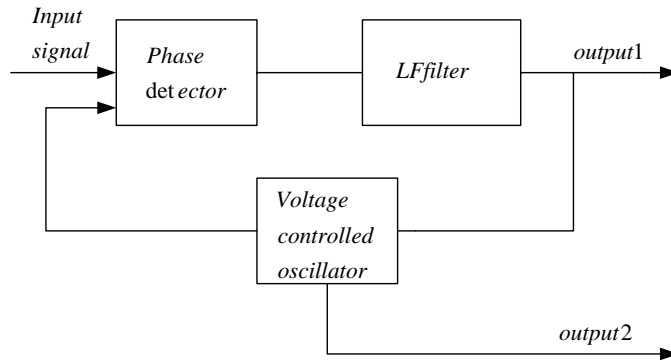 Input
signal
Phase
det ector
LFfilter
output1
Voltage
controlled
oscillator
output2